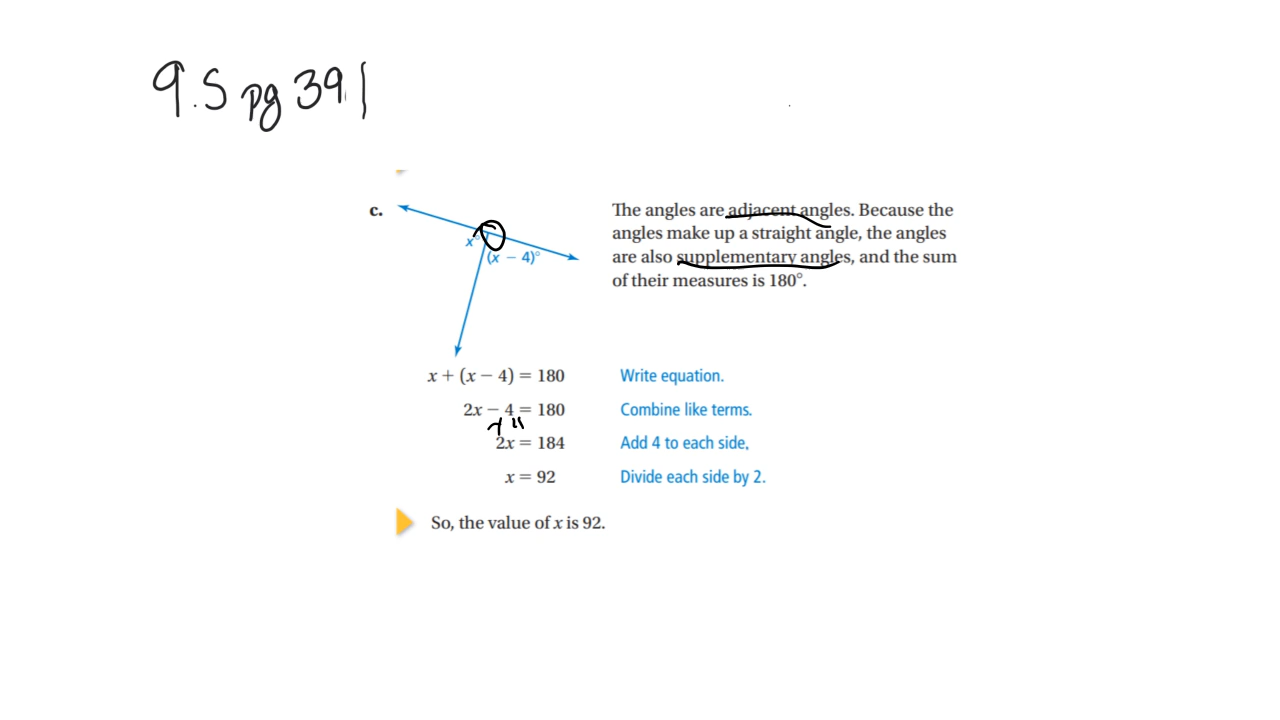 9.5 pg 391
c.
x°
(x − 4)°
The angles are adjacent angles. Because the
angles make up a straight angle, the angles
are also supplementary angles, and the sum
of their measures is 180°.
x + (x − 4) = 180 Write equation.
2x − 4 = 180 Combine like terms.
2x = 184 Add 4 to each side,
x = 92 Divide each side by 2.
So, the value of x is 92.